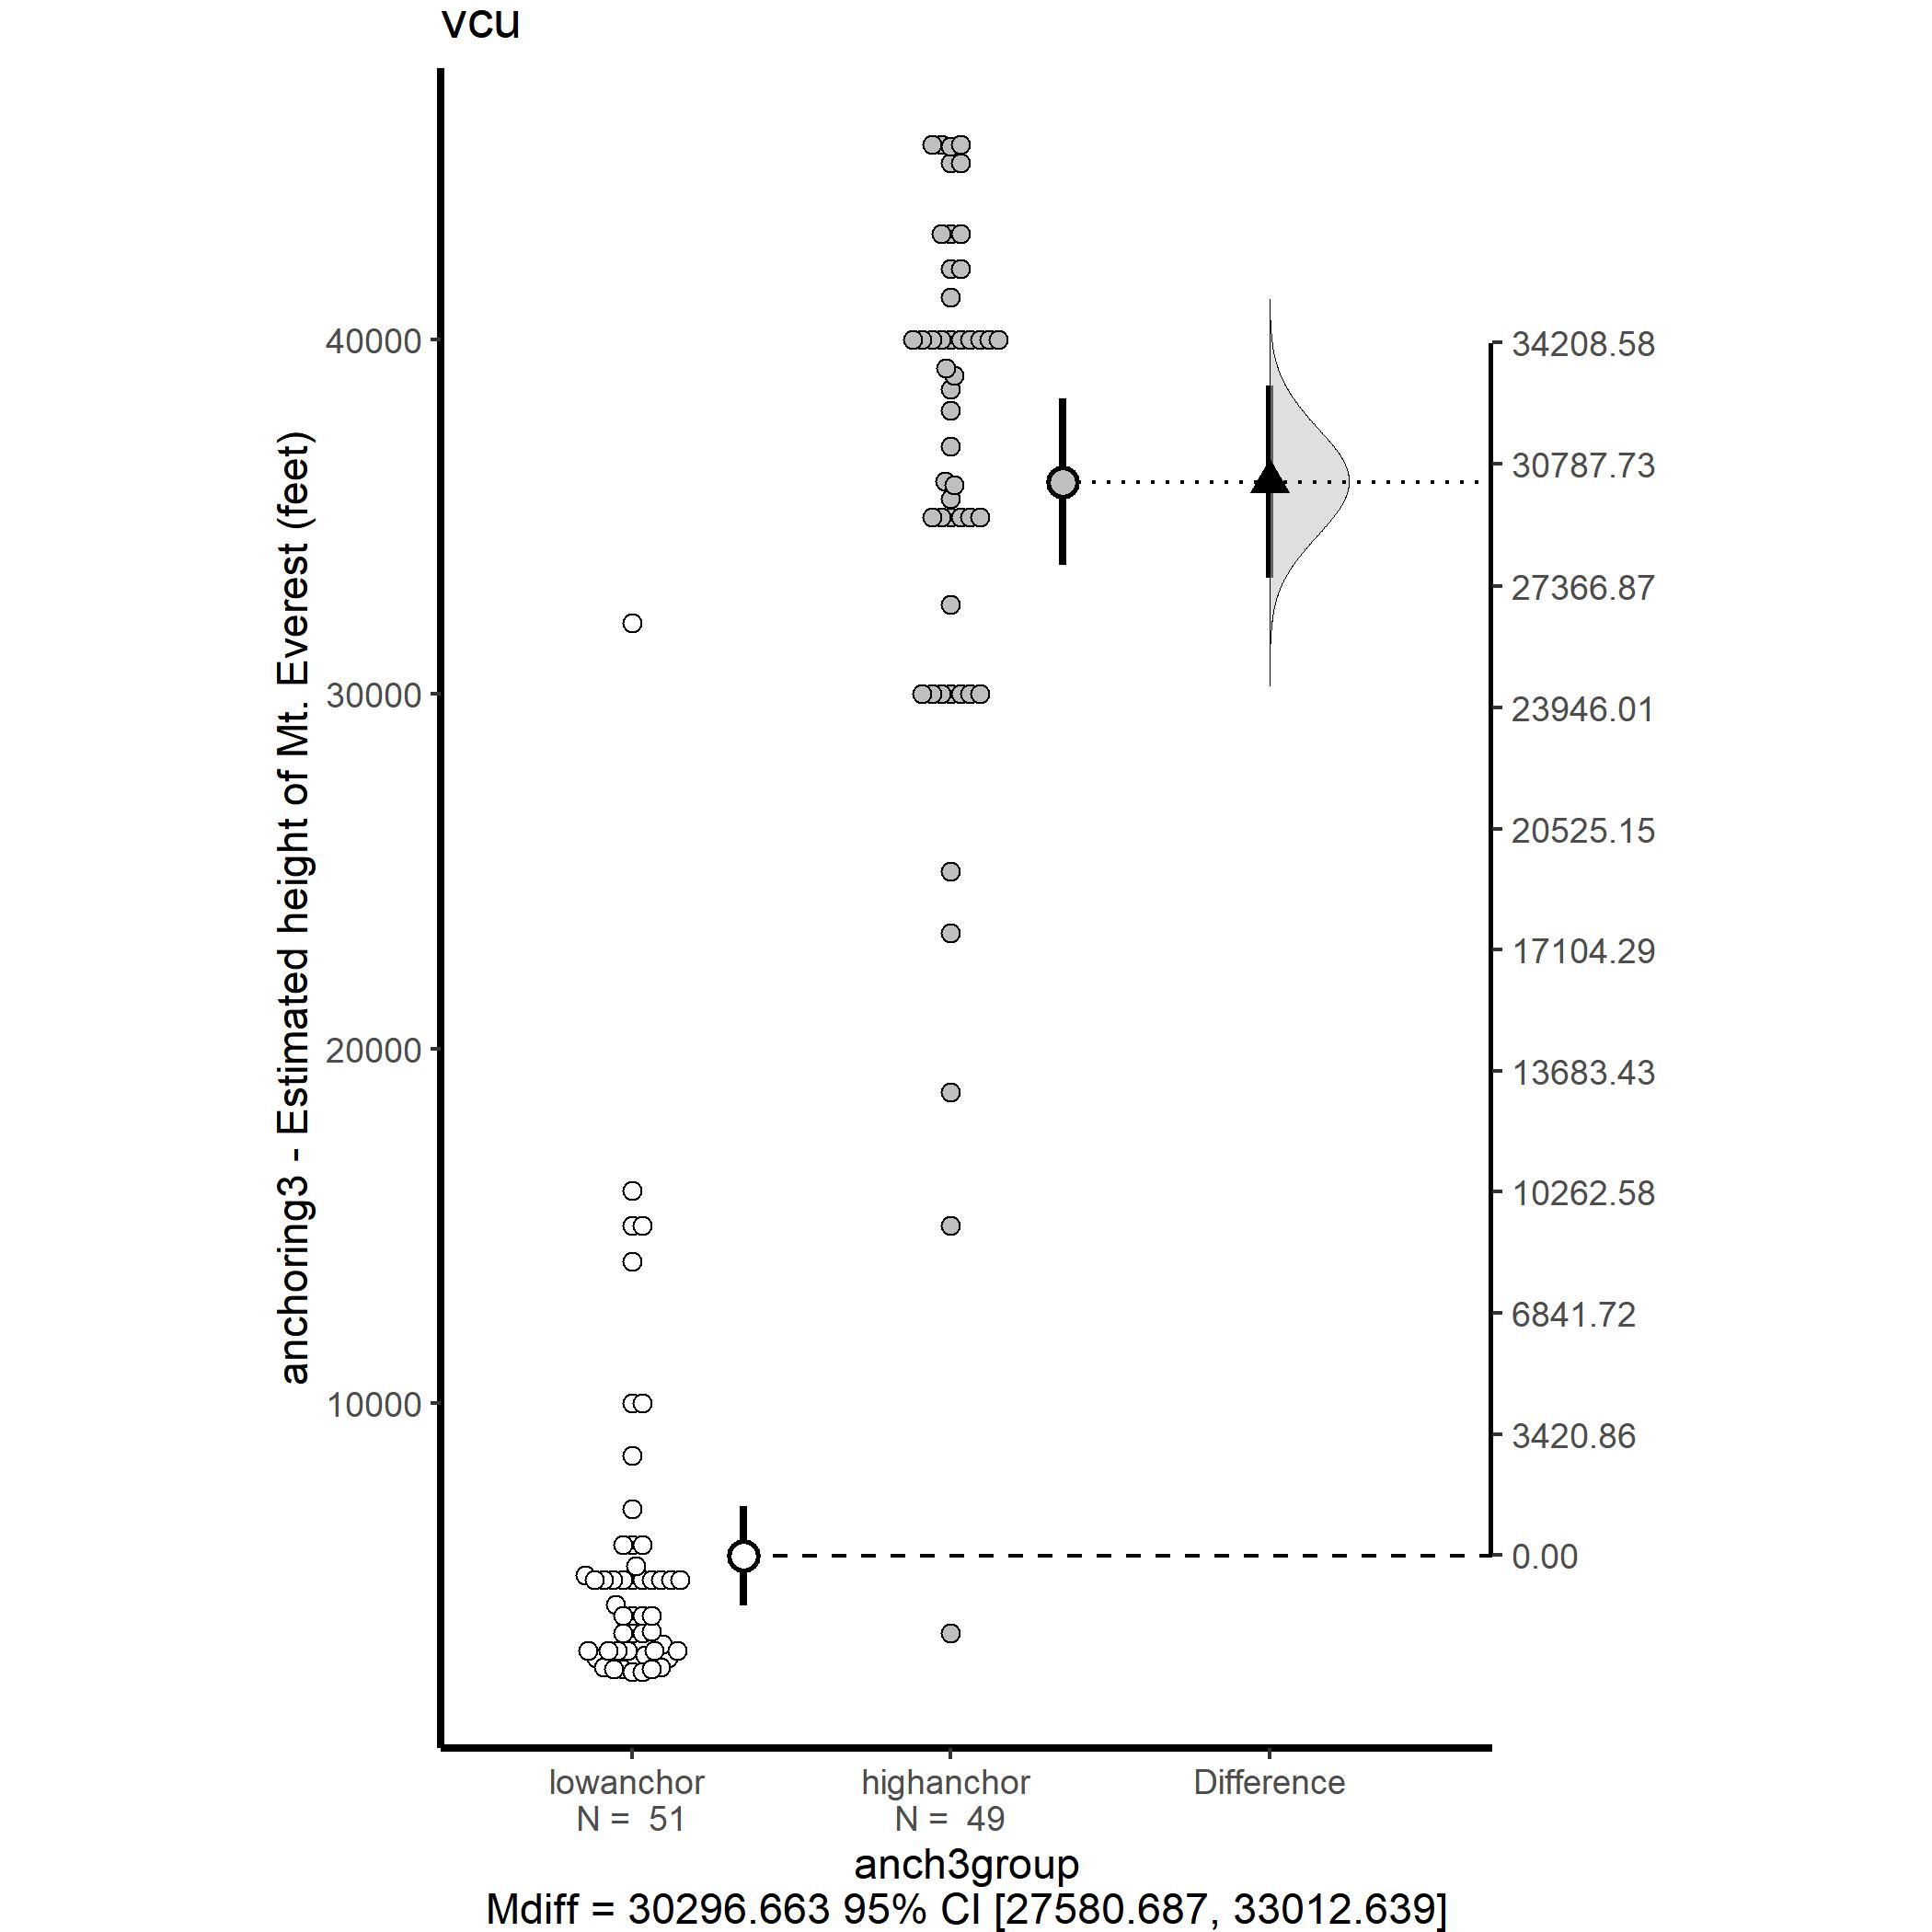 vcu
anchoring3 - Estimated height of Mt. Everest (feet)
40000
30000
20000
10000
34208.58
30787.73
27366.87
23946.01
20525.15
17104.29
13683.43
10262.58
6841.72
3420.86
0.00
lowanchor
N = 51
highanchor
N = 49
Difference
anch3group
Mdiff = 30296.663 95% CI [27580.687, 33012.639]